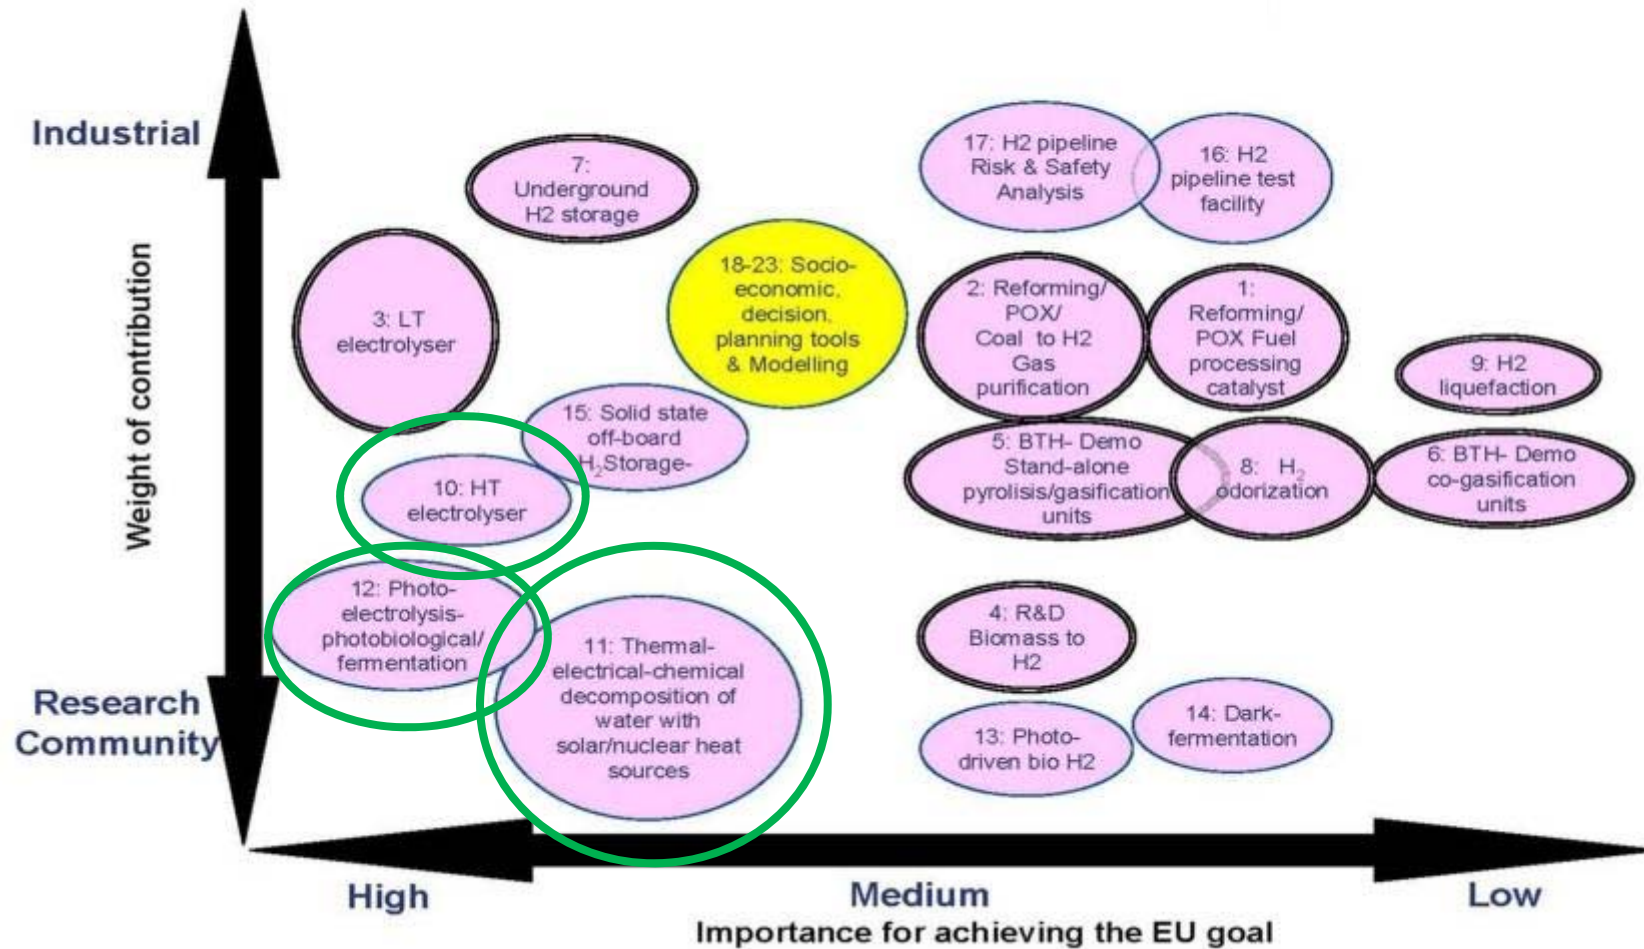 Industrial
Weight of contribution
Research
Community
7:
Underground
H2 storage
17: H2 pipeline
Risk & Safety
Analysis
16: H2
pipeline test
facility
3: LT
electrolyser
18-23: Socio-
economic,
decision,
planning tools
& Modelling
2: Reforming/
POX/
Coal to H2
Gas
purification
1:
Reforming/
POX Fuel
processing
catalyst
9: H2
liquefaction
15: Solid state
off-board
H₂Storage-
10: HT
electrolyser
5: BTH- Demo
Stand-alone
pyrolisis/gasification
units
8: H₂
odorization
6: BTH- Demo
co-gasification
units
12: Photo-
electrolysis-
photobiological/
fermentation
11: Thermal-
electrical-chemical
decomposition of
water with
solar/nuclear heat
sources
4: R&D
Biomass to
H2
13: Photo-
driven bio H2
14: Dark-
fermentation
High
Medium
Low
Importance for achieving the EU goal